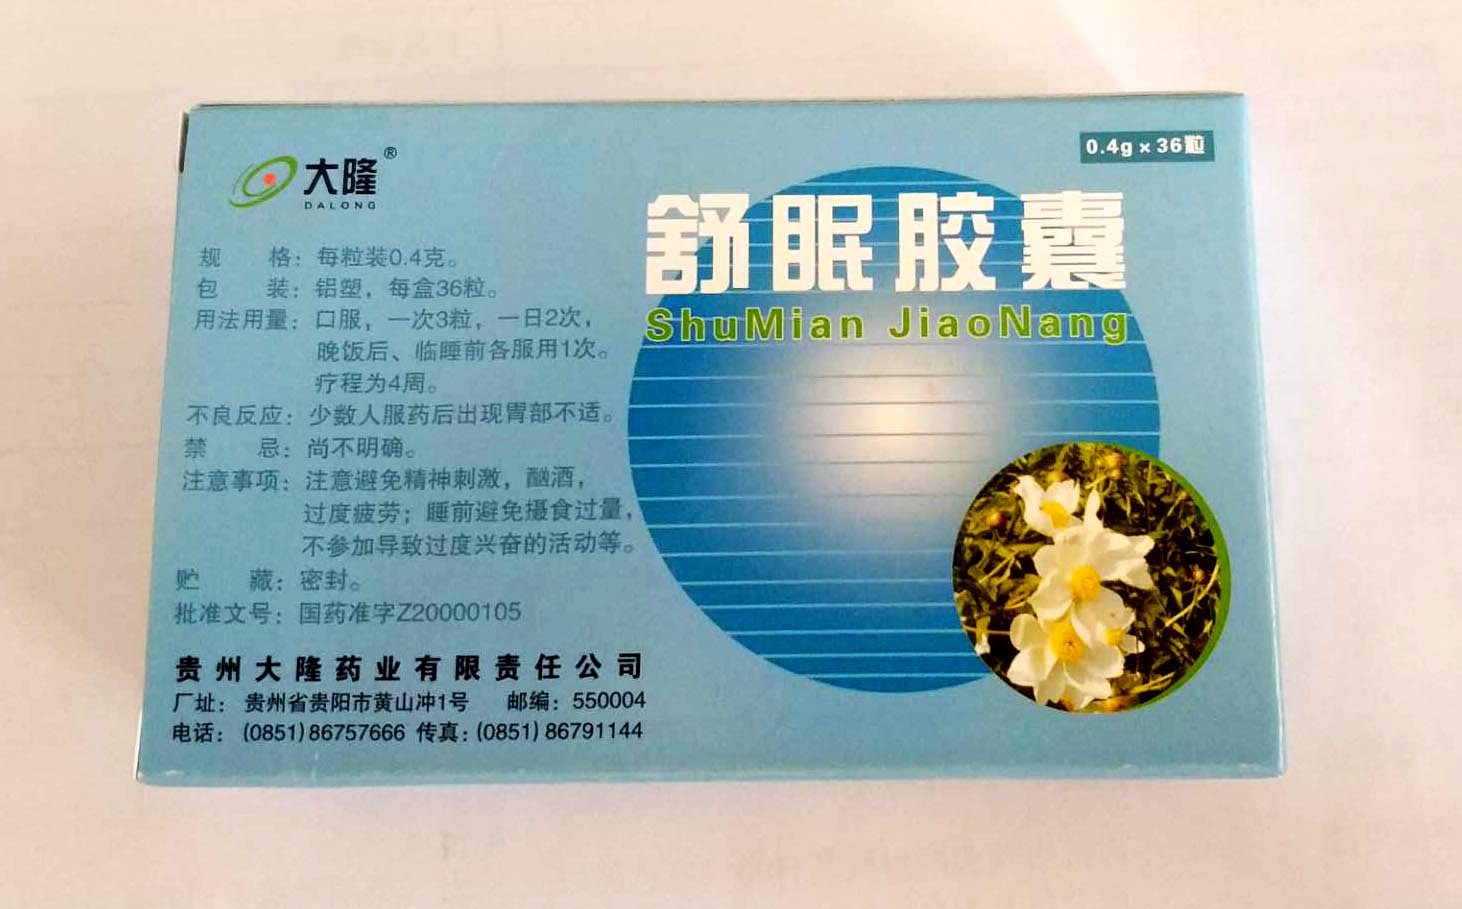 大隆®
DALONG
0.4g×36粒
舒眠胶囊
ShuMian JiaoNang
规 格：每粒装0.4克。
包 装：铝塑，每盒36粒。
用法用量：口服，一次3粒，一日2次，
晚饭后、临睡前各服用1次。
疗程为4周。
不良反应：少数人服药后出现胃部不适。
禁 忌：尚不明确。
注意事项：注意避免精神刺激，酗酒，
过度疲劳；睡前避免摄食过量，
不参加导致过度兴奋的活动等。
贮 藏：密封。
批准文号：国药准字Z20000105
贵州大隆药业有限责任公司
厂址：贵州省贵阳市黄山冲1号 邮编：550004
电话：(0851)86757666 传真：(0851)86791144